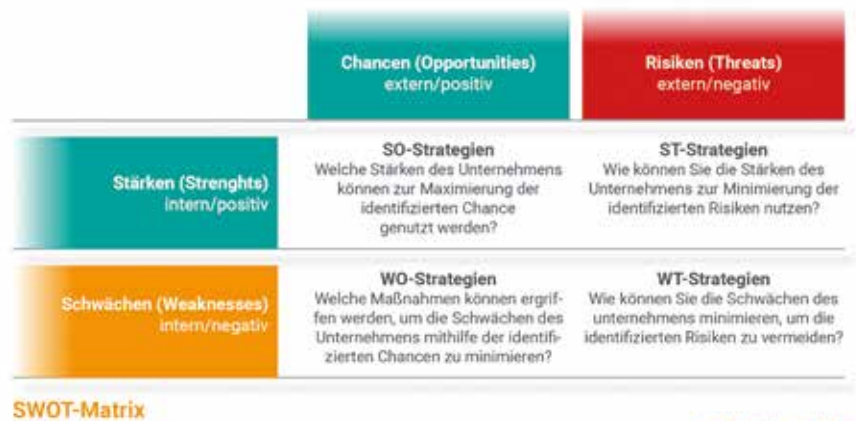 Chancen (Opportunities)
extern/positiv
Risiken (Threats)
extern/negativ
Stärken (Strenghts)
intern/positiv
SO-Strategien
Welche Stärken des Unternehmens
können zur Maximierung der
identifizierten Chance
genutzt werden?
ST-Strategien
Wie können Sie die Stärken des
Unternehmens zur Minimierung der
identifizierten Risiken nutzen?
Schwächen (Weaknesses)
intern/negativ
WO-Strategien
Welche Maßnahmen können ergrif-
fen werden, um die Schwächen des
Unternehmens mithilfe der identifi-
zierten Chancen zu minimieren?
WT-Strategien
Wie können Sie die Schwächen des
unternehmens minimieren, um die
identifizierten Risiken zu vermeiden?
SWOT-Matrix